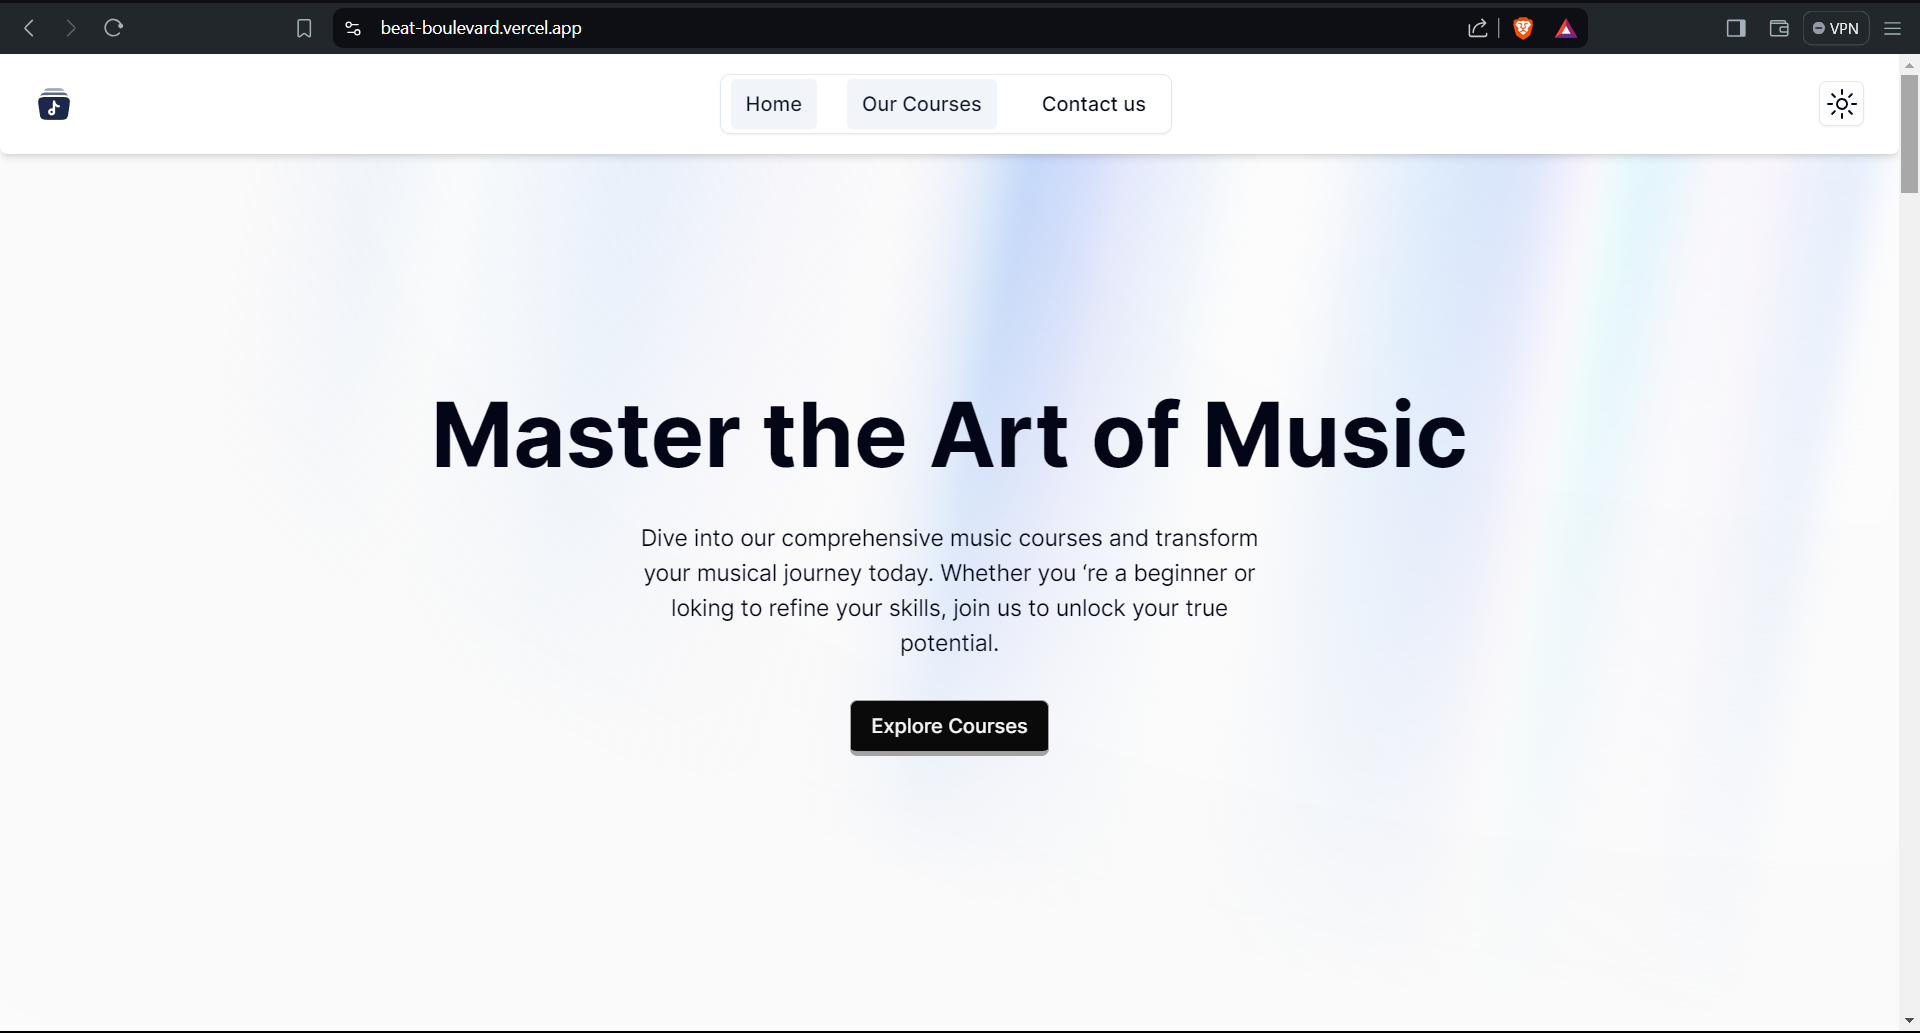 beat-boulevard.vercel.app
VPN
Home
Our Courses
Contact us
Master the Art of Music
Dive into our comprehensive music courses and transform
your musical journey today. Whether you ‘re a beginner or
loking to refine your skills, join us to unlock your true
potential.
Explore Courses